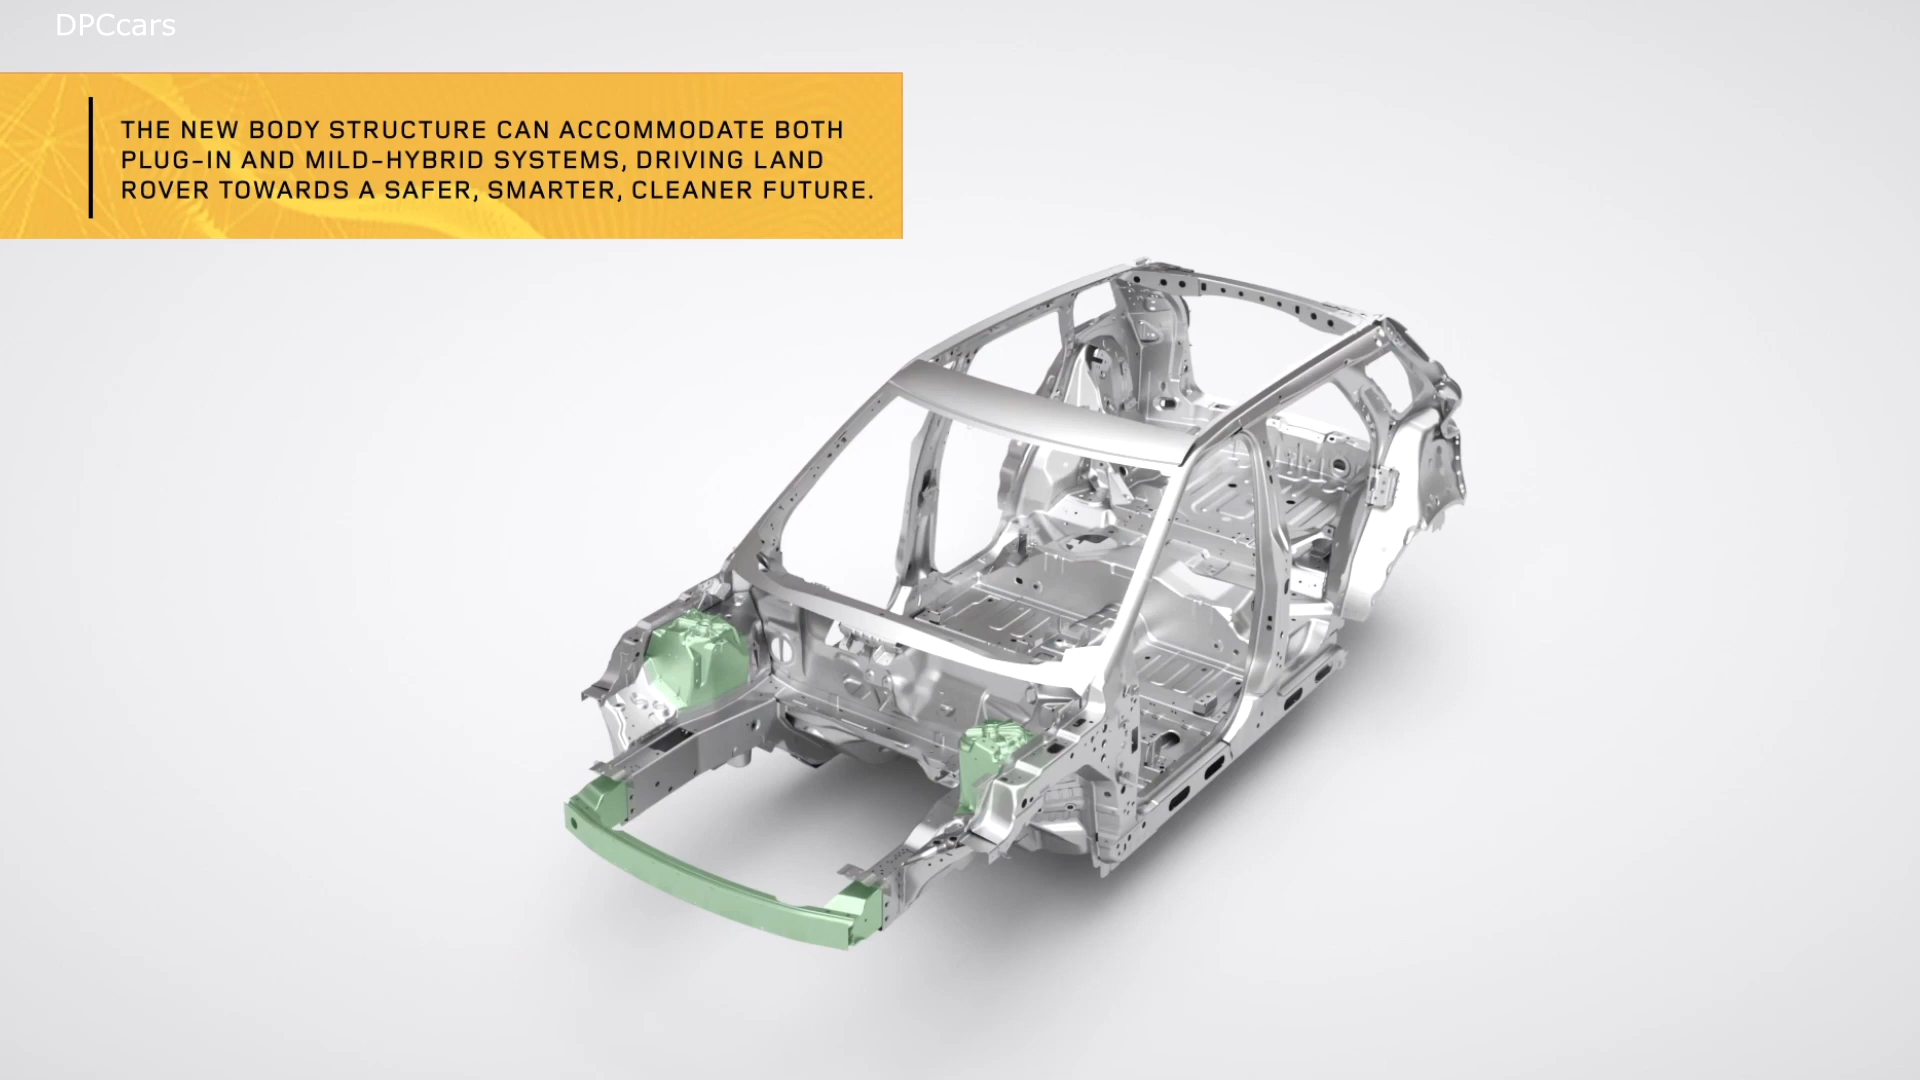 DPCcars
THE NEW BODY STRUCTURE CAN ACCOMMODATE BOTH
PLUG-IN AND MILD-HYBRID SYSTEMS, DRIVING LAND
ROVER TOWARDS A SAFER, SMARTER, CLEANER FUTURE.